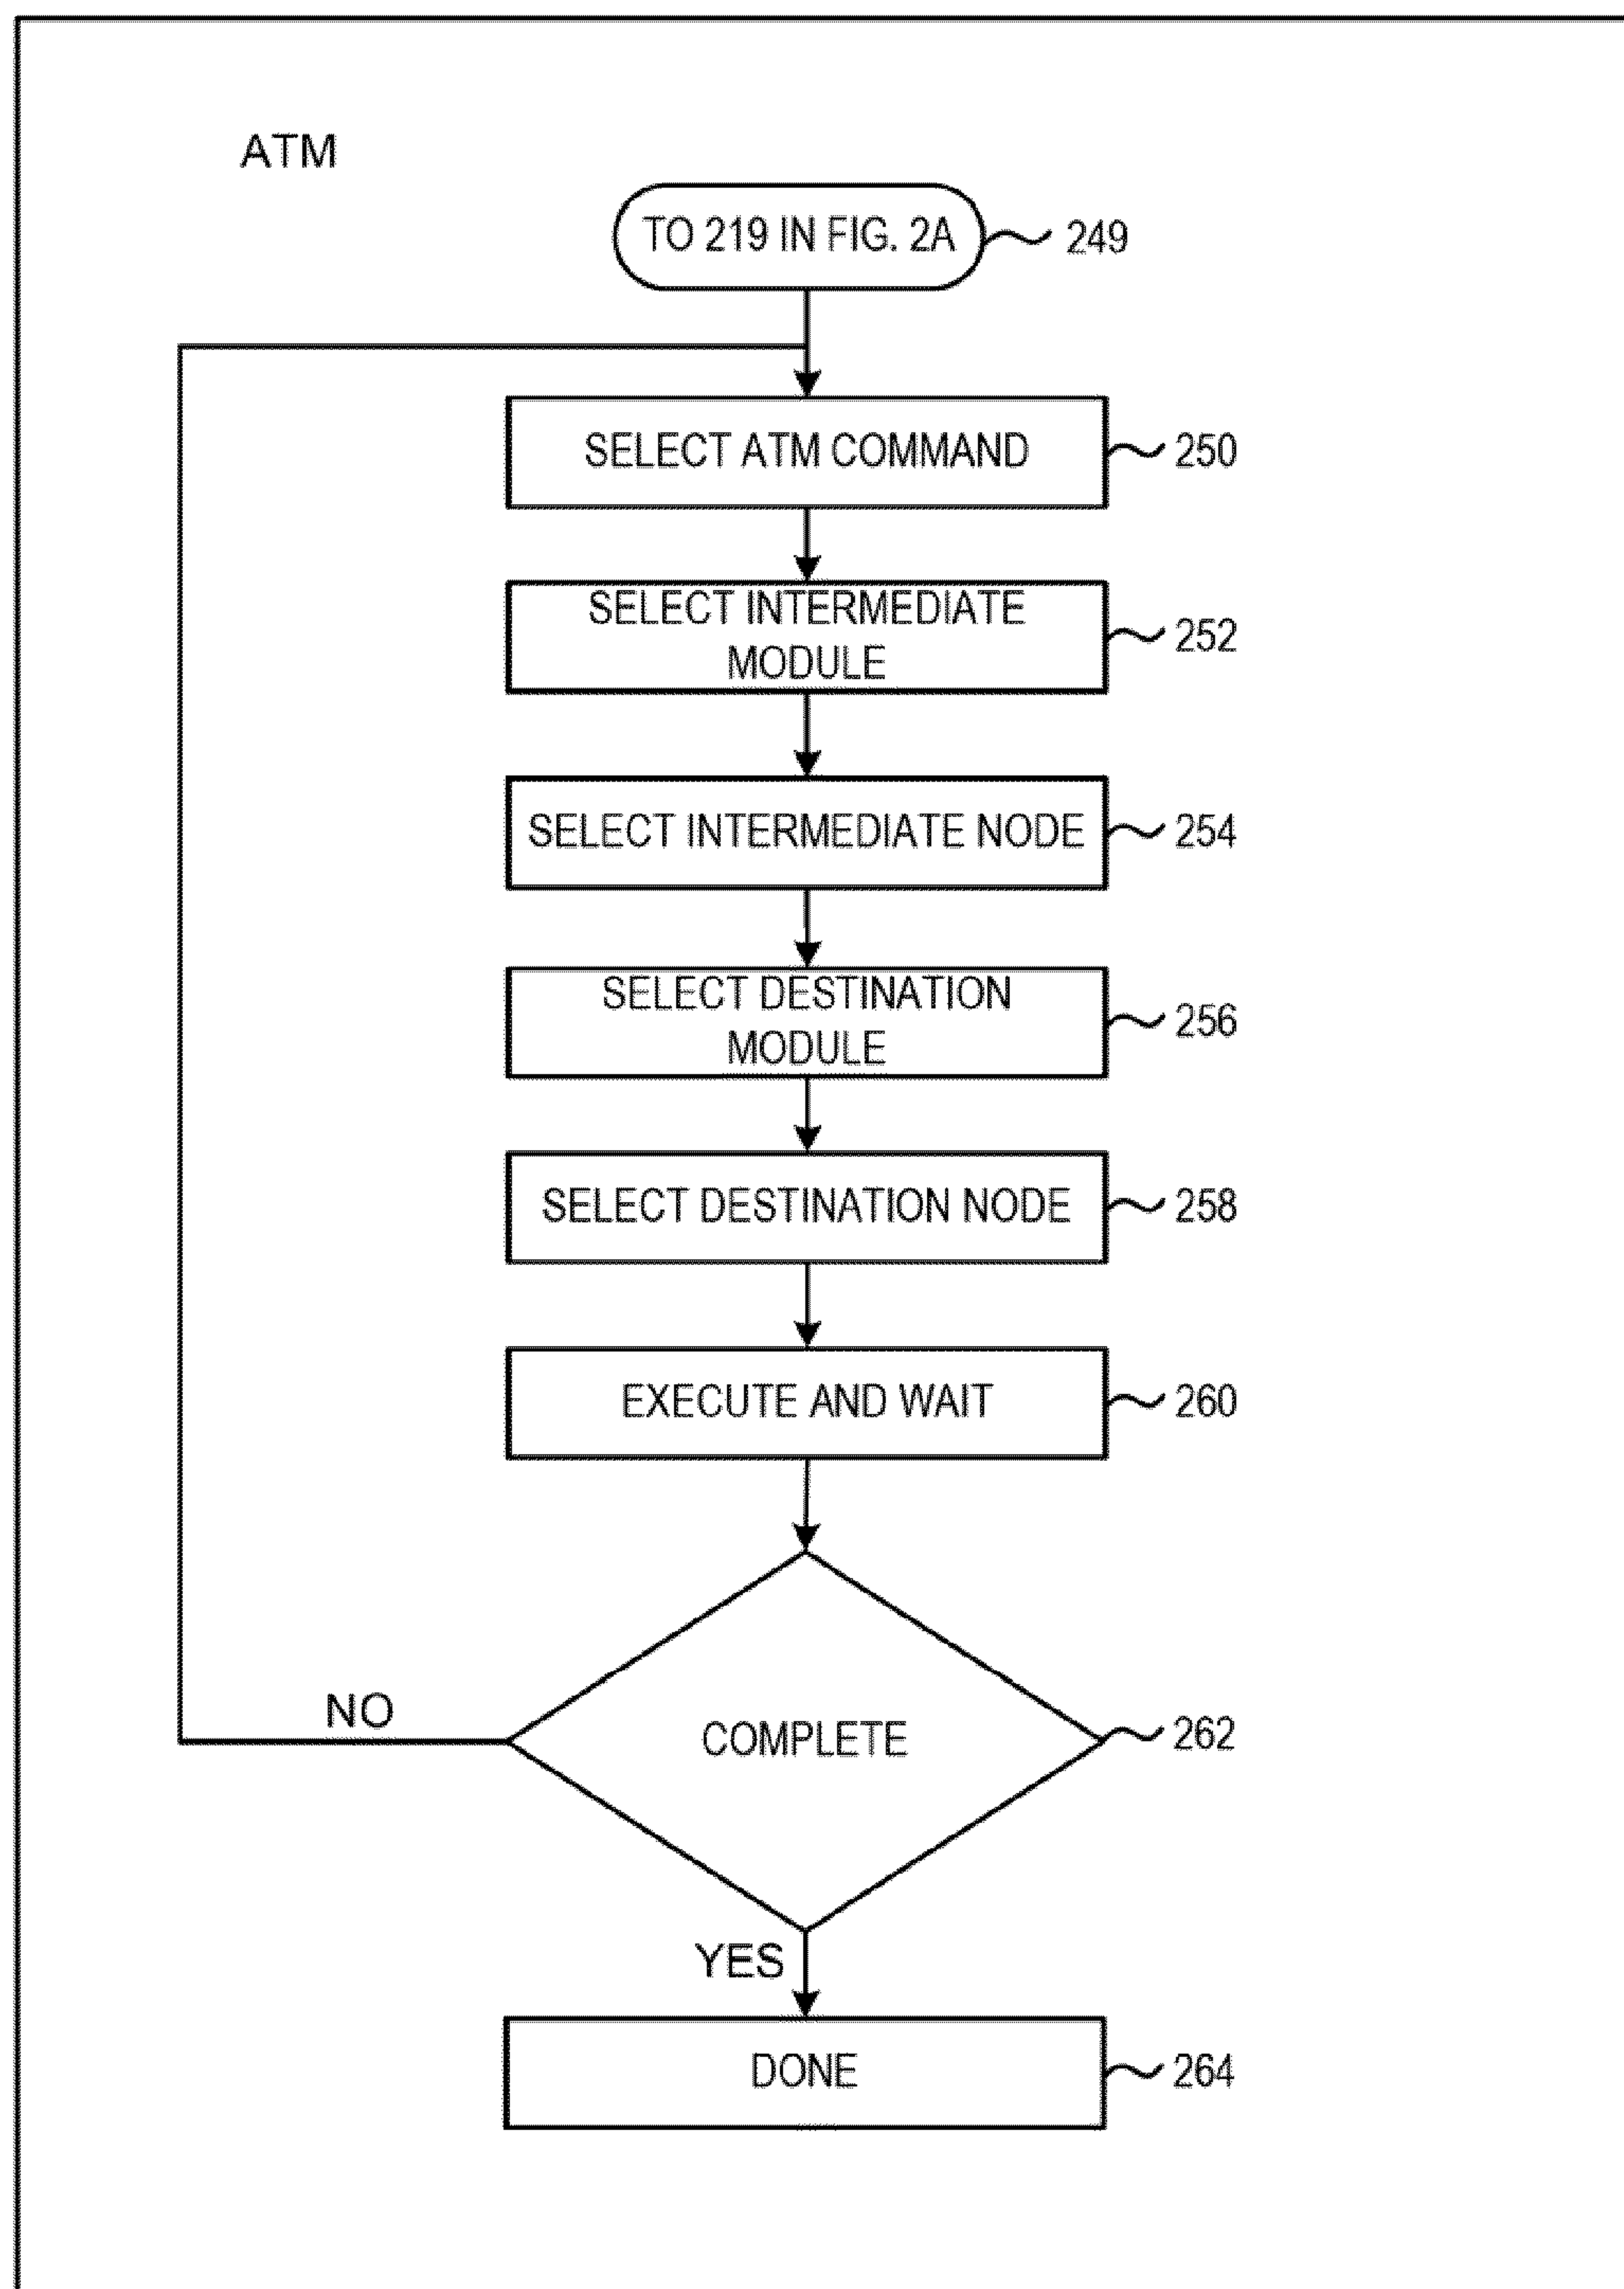 ATM
TO 219 IN FIG. 2A
249
SELECT ATM COMMAND
250
SELECT INTERMEDIATE
MODULE
252
SELECT INTERMEDIATE NODE
254
SELECT DESTINATION
MODULE
256
SELECT DESTINATION NODE
258
EXECUTE AND WAIT
260
COMPLETE
262
NO
YES
DONE
264